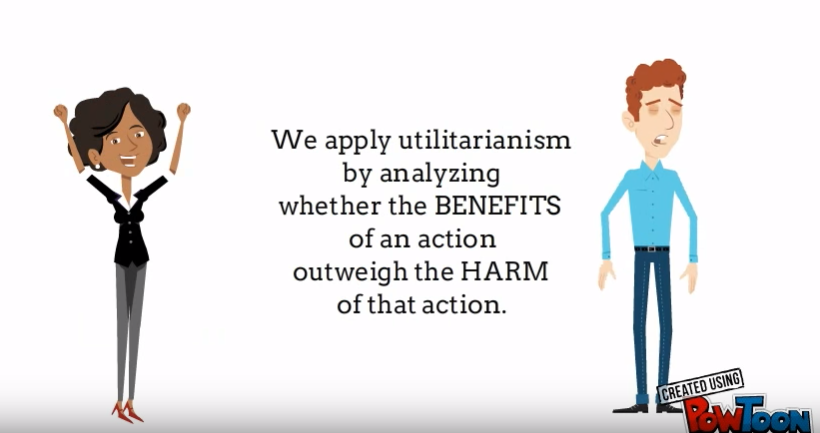 We apply utilitarianism
by analyzing
whether the BENEFITS
of an action
outweigh the HARM
of that action.
CREATED USING
POWTOON